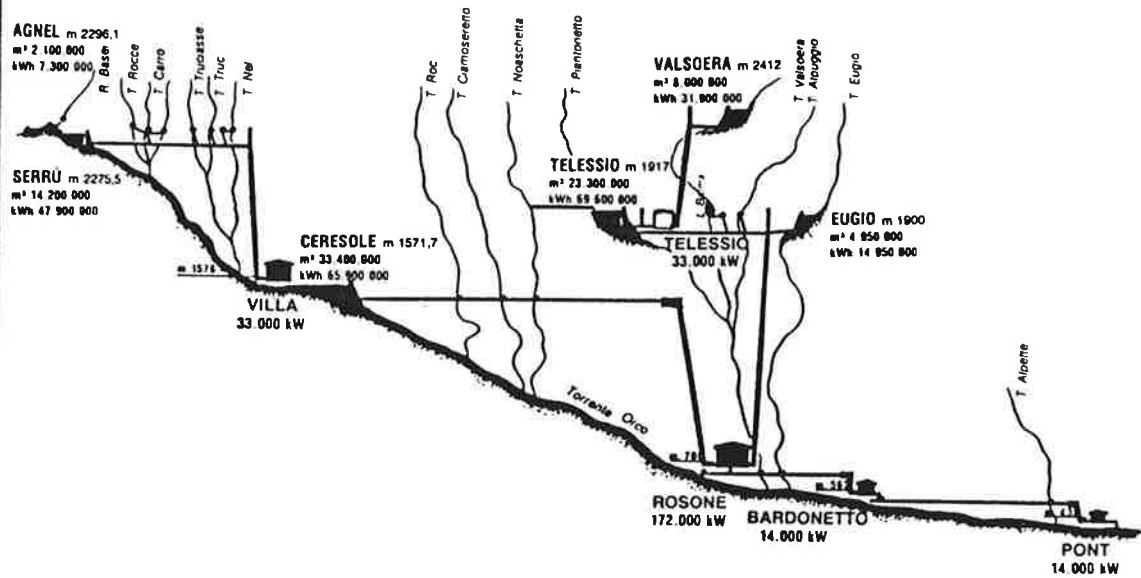 AGNEL m 2296,1
m³ 2.100.000
kWh 7.300.000
R Basei
T Rocce
T Carro
T Trubasse
T Truc
T Nel
SERRÙ m 2275,5
m³ 14.200.000
kWh 47.900.000
T Roc
T Ciamosereno
T Noaschetta
T Piantonetto
VALSOERA m 2412
m³ 8.000.000
kWh 31.900.000
T Valsoera
T Eugio
TELESSIO m 1917
m³ 23.300.000
kWh 69.600.000
EUGIO m 1900
m³ 4.950.000
kWh 14.950.000
TELESSIO
33.000 kW
CERESOLE m 1571,7
m³ 33.400.000
kWh 65.900.000
m 1576
VILLA
33.000 kW
Torrente Orco
T. Alpette
ROSONE
172.000 kW
BARDONETTO
14.000 kW
PONT
14.000 kW